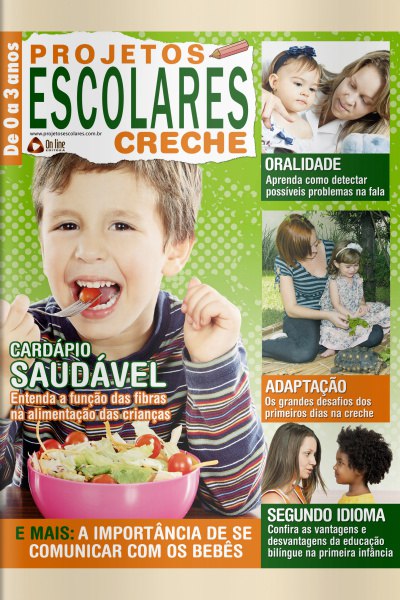 De 0 a 3 anos
PROJETOS
ESCOLARES
CRECHE
www.projetosescolares.com.br
On line
EDITORA
ORALIDADE
Aprenda como detectar
possíveis problemas na fala
CARDÁPIO
SAUDÁVEL
Entenda a função das fibras
na alimentação das crianças
ADAPTAÇÃO
Os grandes desafios dos
primeiros dias na creche
SEGUNDO IDIOMA
Confira as vantagens e
desvantagens da educação
bilíngue na primeira infância
E MAIS: A IMPORTÂNCIA DE SE
COMUNICAR COM OS BEBÊS